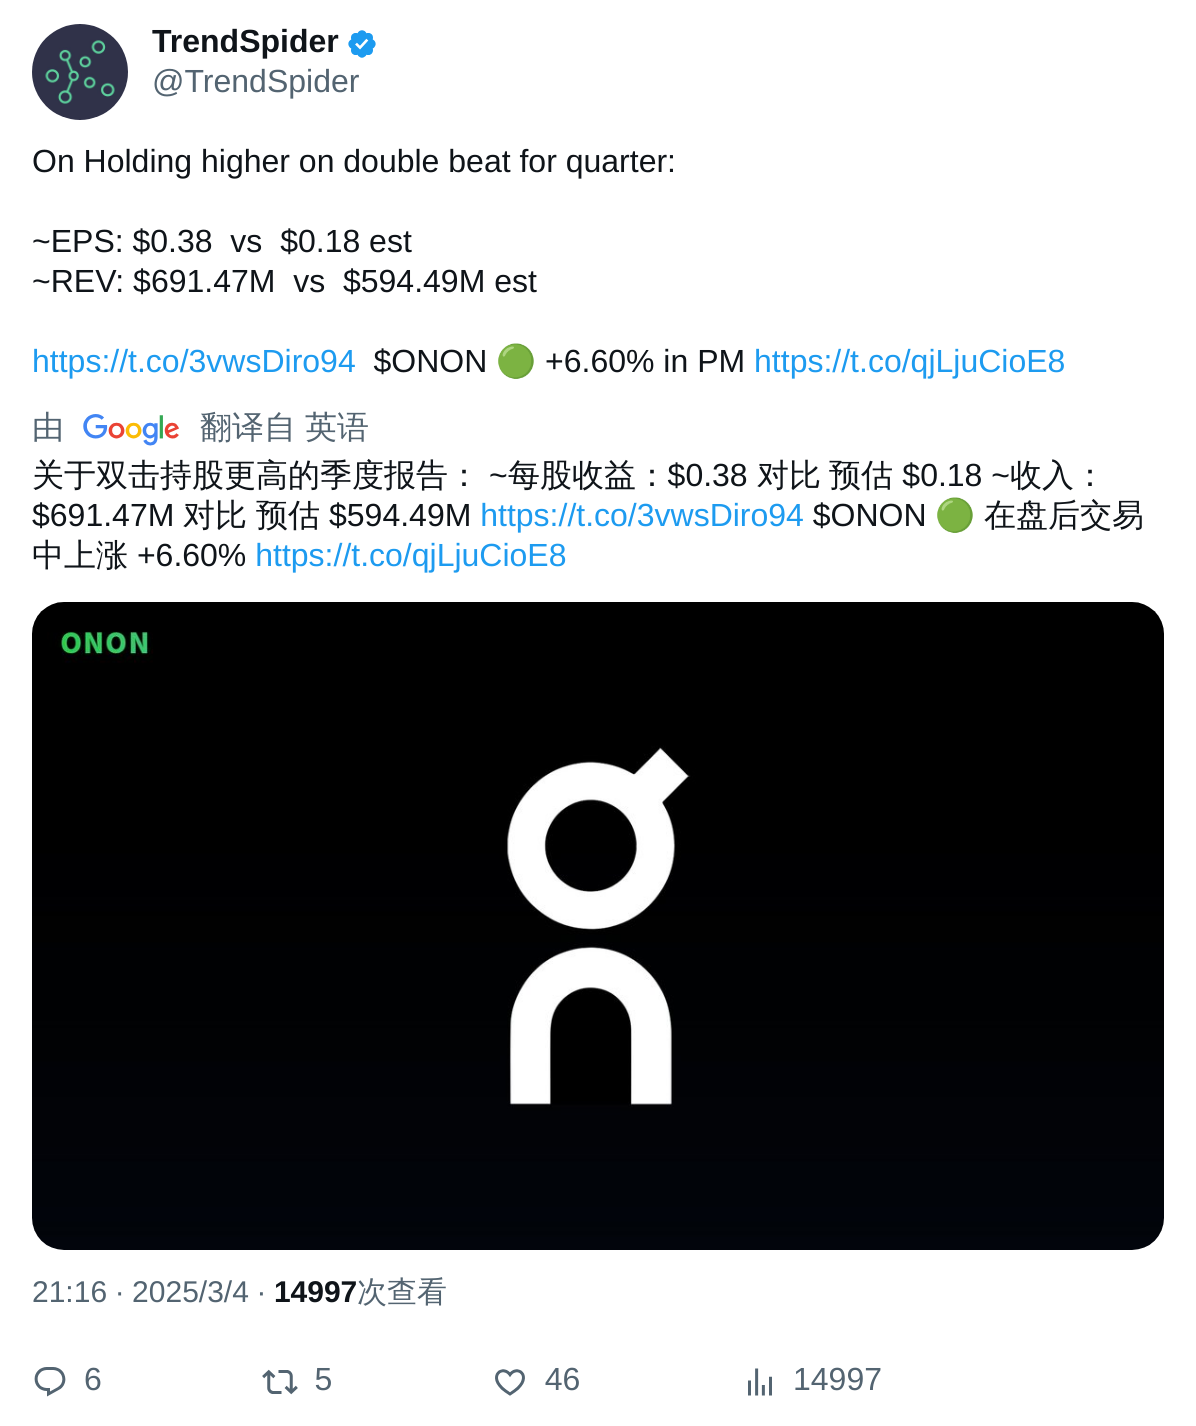 TrendSpider
@TrendSpider
On Holding higher on double beat for quarter:
~EPS: $0.38 vs $0.18 est
~REV: $691.47M vs $594.49M est
https://t.co/3vwsDiro94 $ONON 🟢 +6.60% in PM https://t.co/qjLjuCioE8
由 Google 翻译自 英语
关于双击持股更高的季度报告： ~每股收益：$0.38 对比 预估 $0.18 ~收入：
$691.47M 对比 预估 $594.49M https://t.co/3vwsDiro94 $ONON 🟢 在盘后交易
中上涨 +6.60% https://t.co/qjLjuCioE8
ONON
on
21:16 · 2025/3/4 · 14997次查看
6 5 46 14997